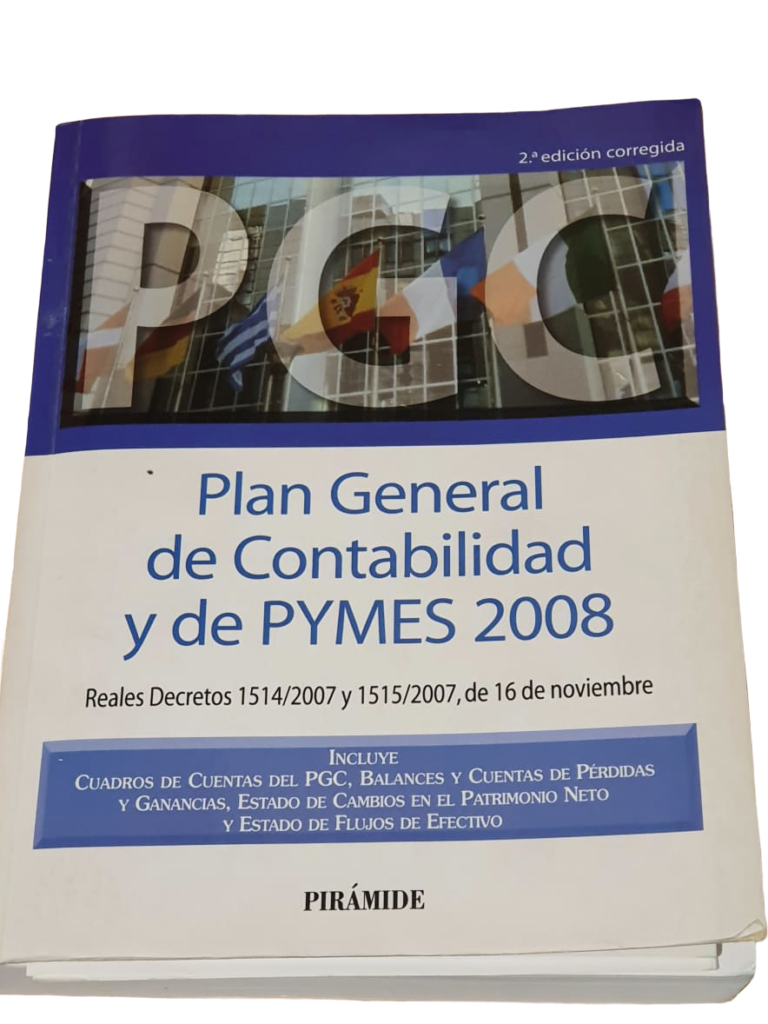 2.ª edición corregida
PGC
Plan General
de Contabilidad
y de PYMES 2008
Reales Decretos 1514/2007 y 1515/2007, de 16 de noviembre
INCLUYE
CUADROS DE CUENTAS DEL PGC, BALANCES Y CUENTAS DE PÉRDIDAS
Y GANANCIAS, ESTADO DE CAMBIOS EN EL PATRIMONIO NETO
Y ESTADO DE FLUJOS DE EFECTIVO
PIRÁMIDE